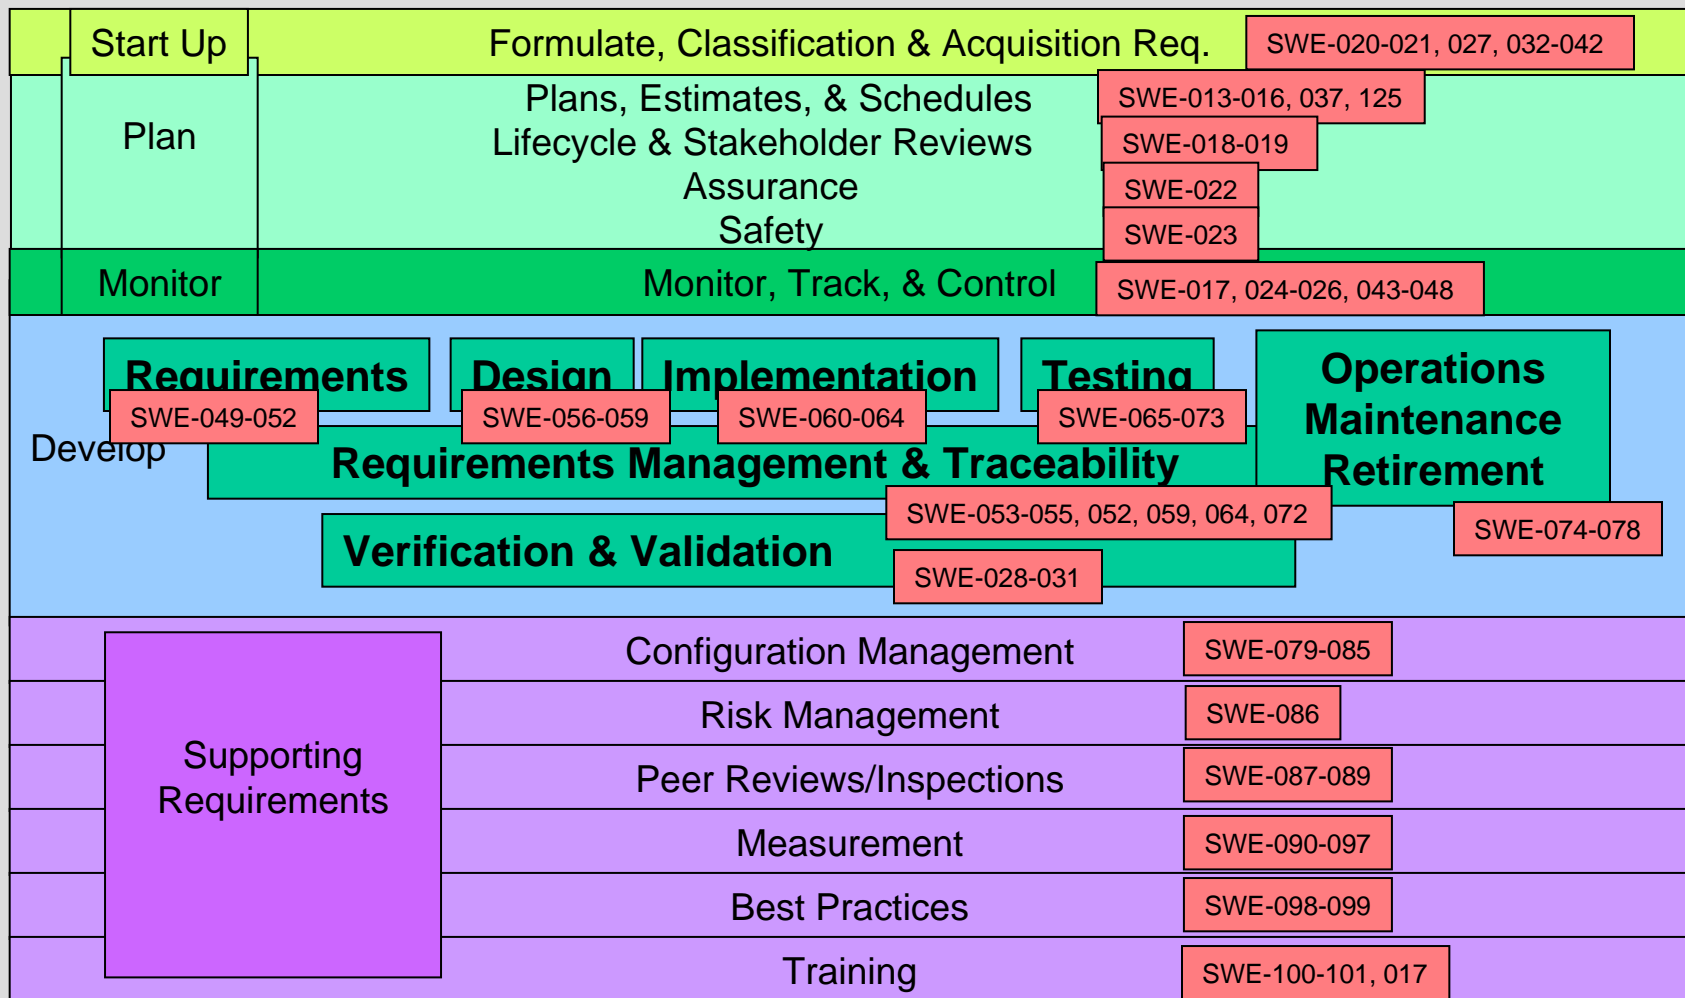 Start Up
Formulate, Classification & Acquisition Req.
SWE-020-021, 027, 032-042
Plan
Plans, Estimates, & Schedules
SWE-013-016, 037, 125
Lifecycle & Stakeholder Reviews
SWE-018-019
Assurance
SWE-022
Safety
SWE-023
Monitor
Monitor, Track, & Control
SWE-017, 024-026, 043-048
Develop
Requirements
SWE-049-052
Design
SWE-056-059
Implementation
SWE-060-064
Testing
SWE-065-073
Operations
Maintenance
Retirement
SWE-074-078
Requirements Management & Traceability
SWE-053-055, 052, 059, 064, 072
Verification & Validation
SWE-028-031
Supporting
Requirements
Configuration Management
SWE-079-085
Risk Management
SWE-086
Peer Reviews/Inspections
SWE-087-089
Measurement
SWE-090-097
Best Practices
SWE-098-099
Training
SWE-100-101, 017